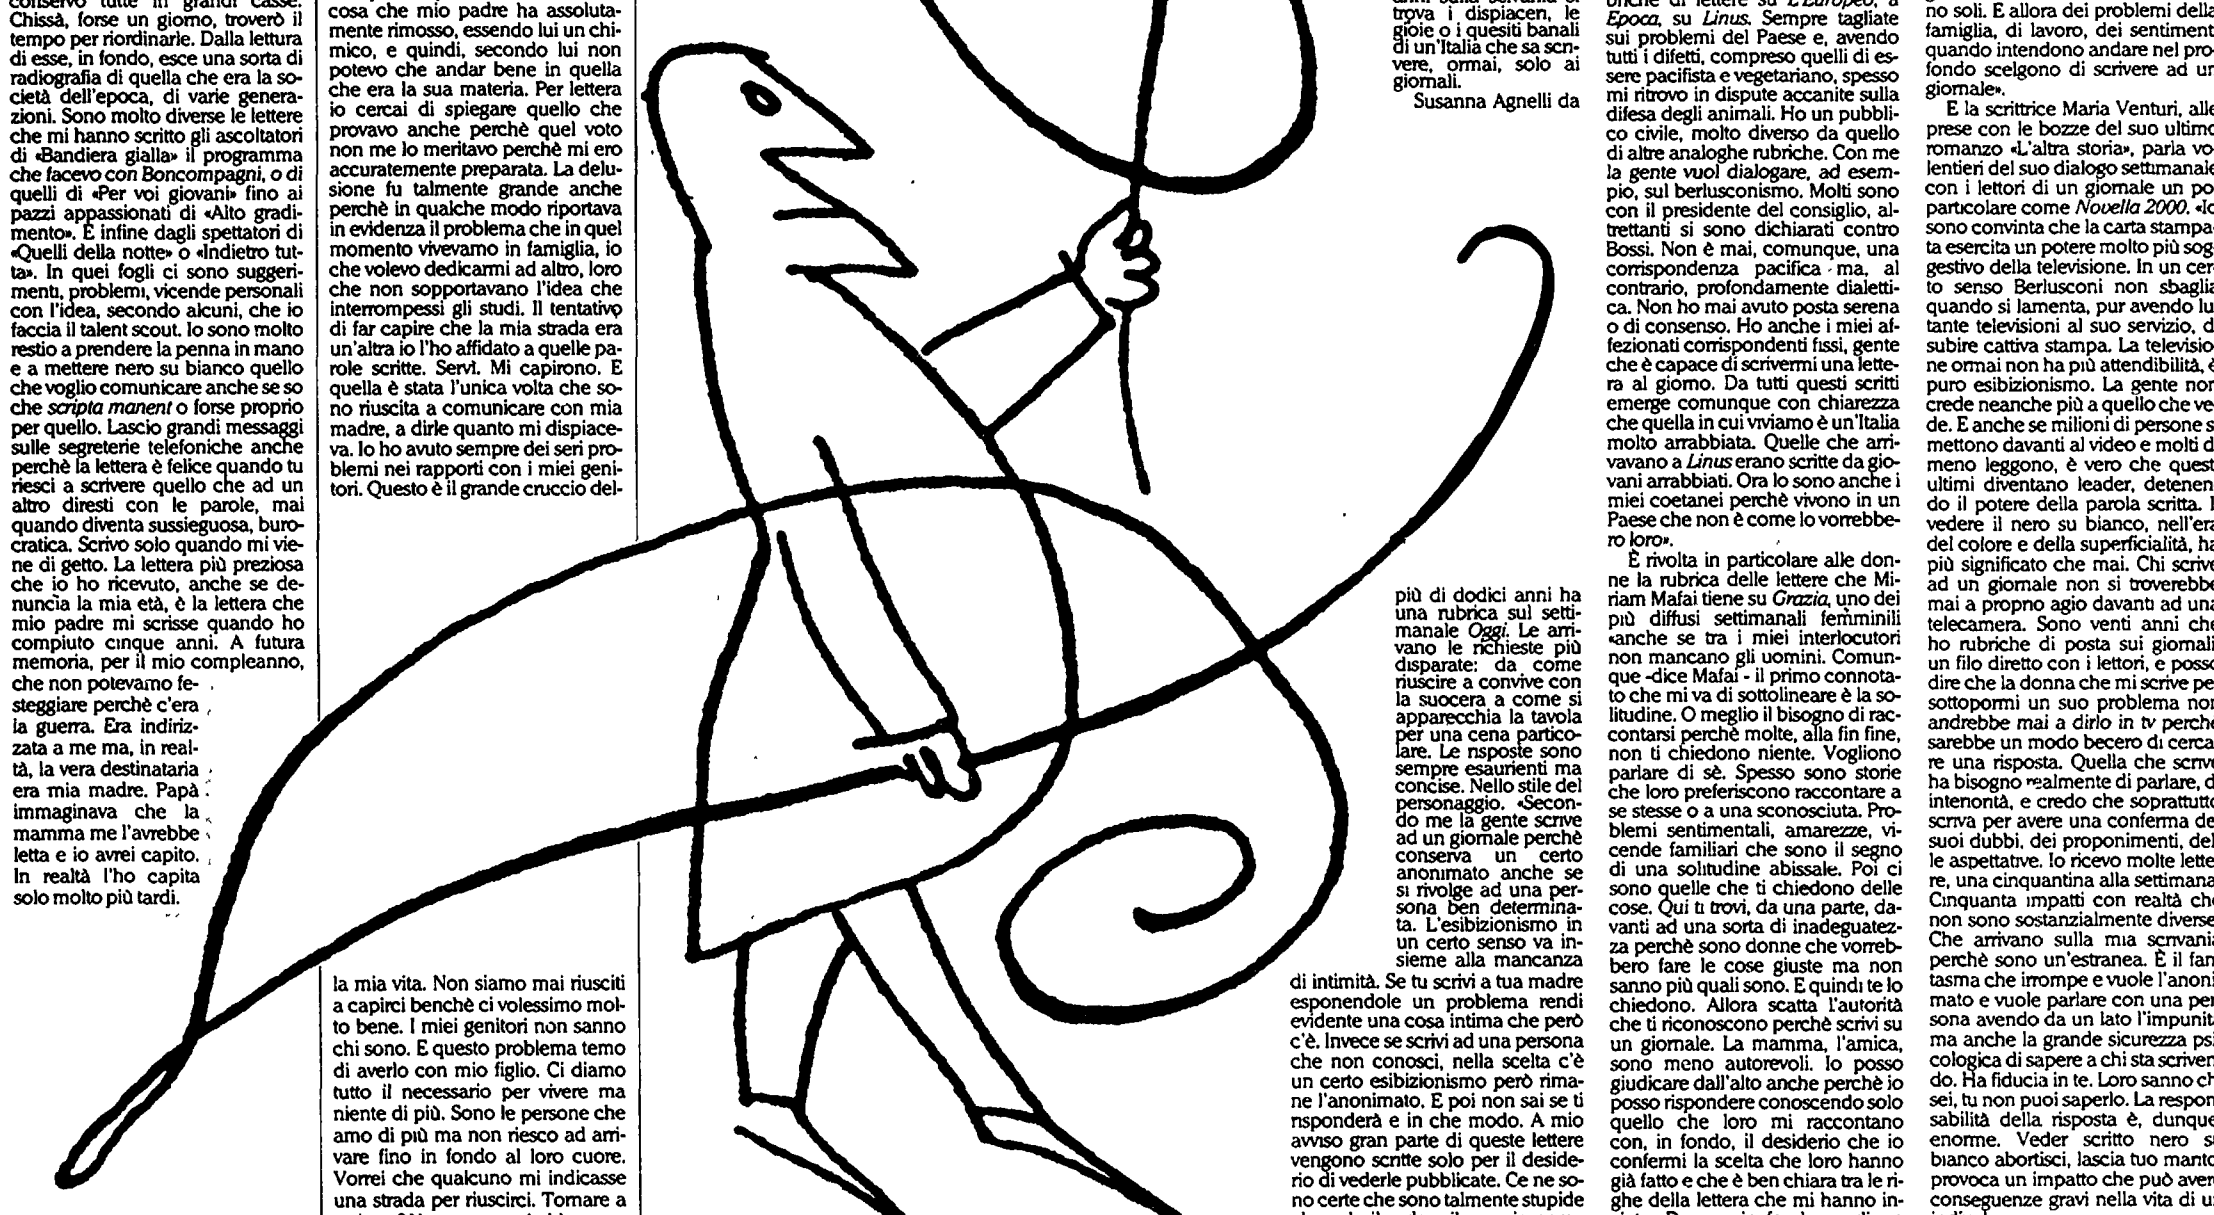 conservo tutte in grandi casse.
Chissà, forse un giorno, troverò il
tempo per riordinarle. Dalla lettura
di esse, in fondo, esce una sorta di
radiografia di quella che era la so-
cietà dell'epoca, di varie genera-
zioni. Sono molto diverse le lettere
che mi hanno scritto gli ascoltatori
di «Bandiera gialla» il programma
che facevo con Boncompagni, o di
quelli di «Per voi giovani» fino ai
pazzi appassionati di «Alto gradi-
mento». E infine dagli spettatori di
«Quelli della notte» o «Indietro tut-
ta». In quei fogli ci sono suggeri-
menti, problemi, vicende personali
con l'idea, secondo alcuni, che io
faccia il talent scout. Io sono molto
restio a prendere la penna in mano
e a mettere nero su bianco quello
che voglio comunicare anche se so
che scripta manent o forse proprio
per quello. Lascio grandi messaggi
sulle segreterie telefoniche anche
perchè la lettera è felice quando tu
riesci a scrivere quello che ad un
altro diresti con le parole, mai
quando diventa sussieguosa, buro-
cratica. Scrivo solo quando mi vie-
ne di getto. La lettera più preziosa
che io ho ricevuto, anche se de-
nuncia la mia età, è la lettera che
mio padre mi scrisse quando ho
compiuto cinque anni. A futura
memoria, per il mio compleanno,
che non potevamo fe-
steggiare perchè c'era
la guerra. Era indiriz-
zata a me ma, in real-
tà, la vera destinataria
era mia madre. Papà
immaginava che la
mamma me l'avrebbe
letta e io avrei capito.
In realtà l'ho capita
solo molto più tardi.
cosa che mio padre ha assoluta-
mente rimosso, essendo lui un chi-
mico, e quindi, secondo lui non
potevo che andar bene in quella
che era la sua materia. Per lettera
io cercai di spiegare quello che
provavo anche perchè quel voto
non me lo meritavo perchè mi ero
accuratamente preparata. La delu-
sione fu talmente grande anche
perchè in qualche modo riportava
in evidenza il problema che in quel
momento vivevamo in famiglia, io
che volevo dedicarmi ad altro, loro
che non sopportavano l'idea che
interrompessi gli studi. Il tentativo
di far capire che la mia strada era
un'altra io l'ho affidato a quelle pa-
role scritte. Servì. Mi capirono. E
quella è stata l'unica volta che so-
no riuscita a comunicare con mia
madre, a dirle quanto mi dispiace-
va. Io ho avuto sempre dei seri pro-
blemi nei rapporti con i miei geni-
tori. Questo è il grande cruccio del-
la mia vita. Non siamo mai riusciti
a capirci benchè ci volessimo mol-
to bene. I miei genitori non sanno
chi sono. E questo problema temo
di averlo con mio figlio. Ci diamo
tutto il necessario per vivere ma
niente di più. Sono le persone che
amo di più ma non riesco ad arri-
vare fino in fondo al loro cuore.
Vorrei che qualcuno mi indicasse
una strada per riuscirci. Tornare a
trova i dispiaceri, le
gioie o i quesiti banali
di un'Italia che sa scri-
vere, ormai, solo ai
giornali.
Susanna Agnelli da
più di dodici anni ha
una rubrica sul setti-
manale Oggi. Le arri-
vano le richieste più
disparate: da come
riuscire a convive con
la suocera a come si
apparecchia la tavola
per una cena partico-
lare. Le risposte sono
sempre esaurienti ma
concise. Nello stile del
personaggio. «Secon-
do me la gente scrive
ad un giornale perchè
conserva un certo
anonimato anche se
si rivolge ad una per-
sona ben determina-
ta. L'esibizionismo in
un certo senso va in-
sieme alla mancanza
di intimità. Se tu scrivi a tua madre
esponendole un problema rendi
evidente una cosa intima che però
c'è. Invece se scrivi ad una persona
che non conosci, nella scelta c'è
un certo esibizionismo però rima-
ne l'anonimato. E poi non sai se ti
risponderà e in che modo. A mio
avviso gran parte di queste lettere
vengono scritte solo per il deside-
rio di vederle pubblicate. Ce ne so-
no certe che sono talmente stupide
briche di lettere su L'Europeo, a
Epoca, su Linus. Sempre tagliate
sui problemi del Paese e, avendo
tutti i difetti, compreso quelli di es-
sere pacifista e vegetariano, spesso
mi ritrovo in dispute accanite sulla
difesa degli animali. Ho un pubbli-
co civile, molto diverso da quello
di altre analoghe rubriche. Con me
la gente vuol dialogare, ad esem-
pio, sul berlusconismo. Molti sono
con il presidente del consiglio, al-
trettanti si sono dichiarati contro
Bossi. Non è mai, comunque, una
corrispondenza pacifica ma, al
contrario, profondamente dialetti-
ca. Non ho mai avuto posta serena
o di consenso. Ho anche i miei af-
fezionati corrispondenti fissi, gente
che è capace di scrivermi una lette-
ra al giorno. Da tutti questi scritti
emerge comunque con chiarezza
che quella in cui viviamo è un'Italia
molto arrabbiata. Quelle che arri-
vavano a Linus erano scritte da gio-
vani arrabbiati. Ora lo sono anche i
miei coetanei perchè vivono in un
Paese che non è come lo vorrebbe-
ro loro».
È rivolta in particolare alle don-
ne la rubrica delle lettere che Mi-
riam Mafai tiene su Grazia, uno dei
più diffusi settimanali femminili
«anche se tra i miei interlocutori
non mancano gli uomini. Comun-
que -dice Mafai - il primo connota-
to che mi va di sottolineare è la so-
litudine. O meglio il bisogno di rac-
contarsi perchè molte, alla fin fine,
non ti chiedono niente. Vogliono
parlare di sè. Spesso sono storie
che loro preferiscono raccontare a
se stesse o a una sconosciuta. Pro-
blemi sentimentali, amarezze, vi-
cende familiari che sono il segno
di una solitudine abissale. Poi ci
sono quelle che ti chiedono delle
cose. Qui ti trovi, da una parte, da-
vanti ad una sorta di inadeguatez-
za perchè sono donne che vorreb-
bero fare le cose giuste ma non
sanno più quali sono. E quindi te lo
chiedono. Allora scatta l'autorità
che ti riconoscono perchè scrivi su
un giornale. La mamma, l'amica,
sono meno autorevoli. Io posso
giudicare dall'alto anche perchè io
posso rispondere conoscendo solo
quello che loro mi raccontano
con, in fondo, il desiderio che io
confermi la scelta che loro hanno
già fatto e che è ben chiara tra le ri-
ghe della lettera che mi hanno in-
no soli. E allora dei problemi della
famiglia, di lavoro, dei sentiment
quando intendono andare nel pro-
fondo scelgono di scrivere ad un
giornale».
E la scrittrice Maria Venturi, alle
prese con le bozze del suo ultimo
romanzo «L'altra storia», parla vo-
lentieri del suo dialogo settimanale
con i lettori di un giornale un po'
particolare come Novella 2000. «Io
sono convinta che la carta stampa-
ta esercita un potere molto più sog-
gestivo della televisione. In un cer-
to senso Berlusconi non sbaglia
quando si lamenta, pur avendo lu
tante televisioni al suo servizio, d
subire cattiva stampa. La televisio-
ne ormai non ha più attendibilità, è
puro esibizionismo. La gente non
crede neanche più a quello che ve-
de. E anche se milioni di persone s
mettono davanti al video e molti d
meno leggono, è vero che quest
ultimi diventano leader, detenen-
do il potere della parola scritta. I
vedere il nero su bianco, nell'era
del colore e della superficialità, ha
più significato che mai. Chi scrive
ad un giornale non si troverebbe
mai a proprio agio davanti ad una
telecamera. Sono venti anni che
ho rubriche di posta sui giornali
un filo diretto con i lettori, e posso
dire che la donna che mi scrive pe
sottopormi un suo problema non
andrebbe mai a dirlo in tv perchè
sarebbe un modo becero di cerca-
re una risposta. Quella che scrive
ha bisogno realmente di parlare, d
interiorità, e credo che soprattutto
scriva per avere una conferma de
suoi dubbi, dei proponimenti, del-
le aspettative. Io ricevo molte lette-
re, una cinquantina alla settimana.
Cinquanta impatti con realtà che
non sono sostanzialmente diverse.
Che arrivano sulla mia scrivania
perchè sono un'estranea. È il fan-
tasma che irrompe e vuole l'anoni-
mato e vuole parlare con una per-
sona avendo da un lato l'impunit
ma anche la grande sicurezza psi-
cologica di sapere a chi sta scriven-
do. Ha fiducia in te. Loro sanno ch
sei, tu non puoi saperlo. La respon-
sabilità della risposta è, dunque,
enorme. Veder scritto nero s
bianco abortisci, lascia tuo marito
provoca un impatto che può aver
conseguenze gravi nella vita di u